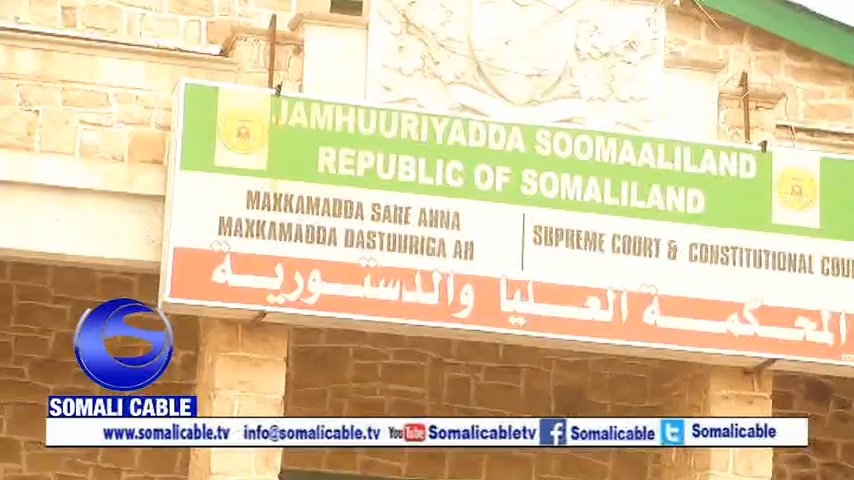 JAMHUURIYADDA SOOMAALILAND
REPUBLIC OF SOMALILAND
MAXKAMADDA SARE AHNA
MAXKAMADDA DASTUURIGA AH
SUPREME COURT & CONSTITUTIONAL COU
المحكمة العليا والدستورية
SOMALI CABLE
www.somalicable.tv info@somalicable.tv YouTube Somalicabletv f Somalicable t Somalicable